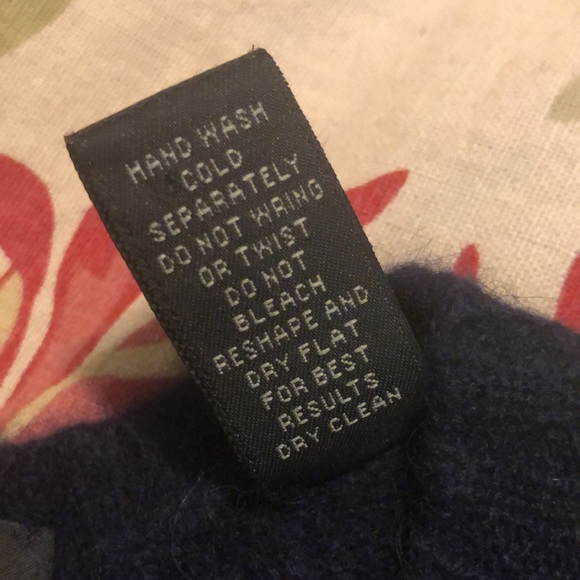 HAND WASH
COLD
SEPARATELY
DO NOT WRING
OR TWIST
DO NOT
BLEACH
RESHAPE AND
DRY FLAT
FOR BEST
RESULTS
DRY CLEAN